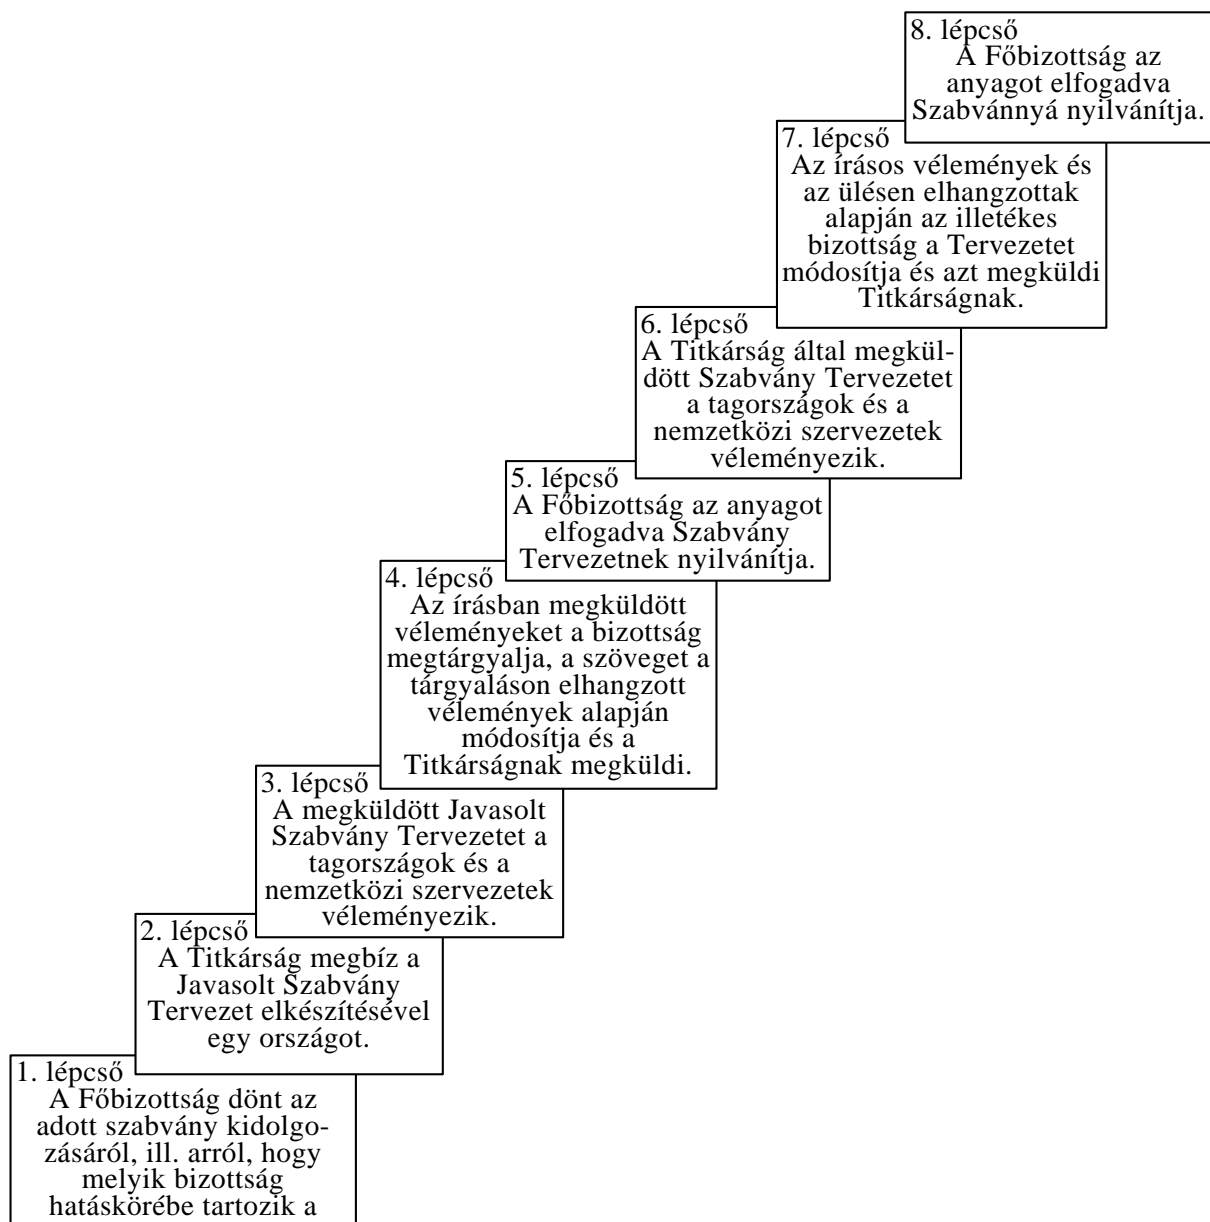 8. lépcső
A Főbizottság az
anyagot elfogadva
Szabvánnyá nyilvánítja.
7. lépcső
Az írásos vélemények és
az ülésen elhangzottak
alapján az illetékes
bizottság a Tervezetet
módosítja és azt megküldi
Titkárságnak.
6. lépcső
A Titkárság által megkül-
dött Szabvány Tervezetet
a tagországok és a
nemzetközi szervezetek
véleményezik.
5. lépcső
A Főbizottság az anyagot
elfogadva Szabvány
Tervezetnek nyilvánítja.
4. lépcső
Az írásban megküldött
véleményeket a bizottság
megtárgyalja, a szöveget a
tárgyaláson elhangzott
vélemények alapján
módosítja és a
Titkárságnak megküldi.
3. lépcső
A megküldött Javasolt
Szabvány Tervezetet a
tagországok és a
nemzetközi szervezetek
véleményezik.
2. lépcső
A Titkárság megbíz a
Javasolt Szabvány
Tervezet elkészítésével
egy országot.
1. lépcső
A Főbizottság dönt az
adott szabvány kidolgo-
zásáról, ill. arról, hogy
melyik bizottság
hatáskörébe tartozik a